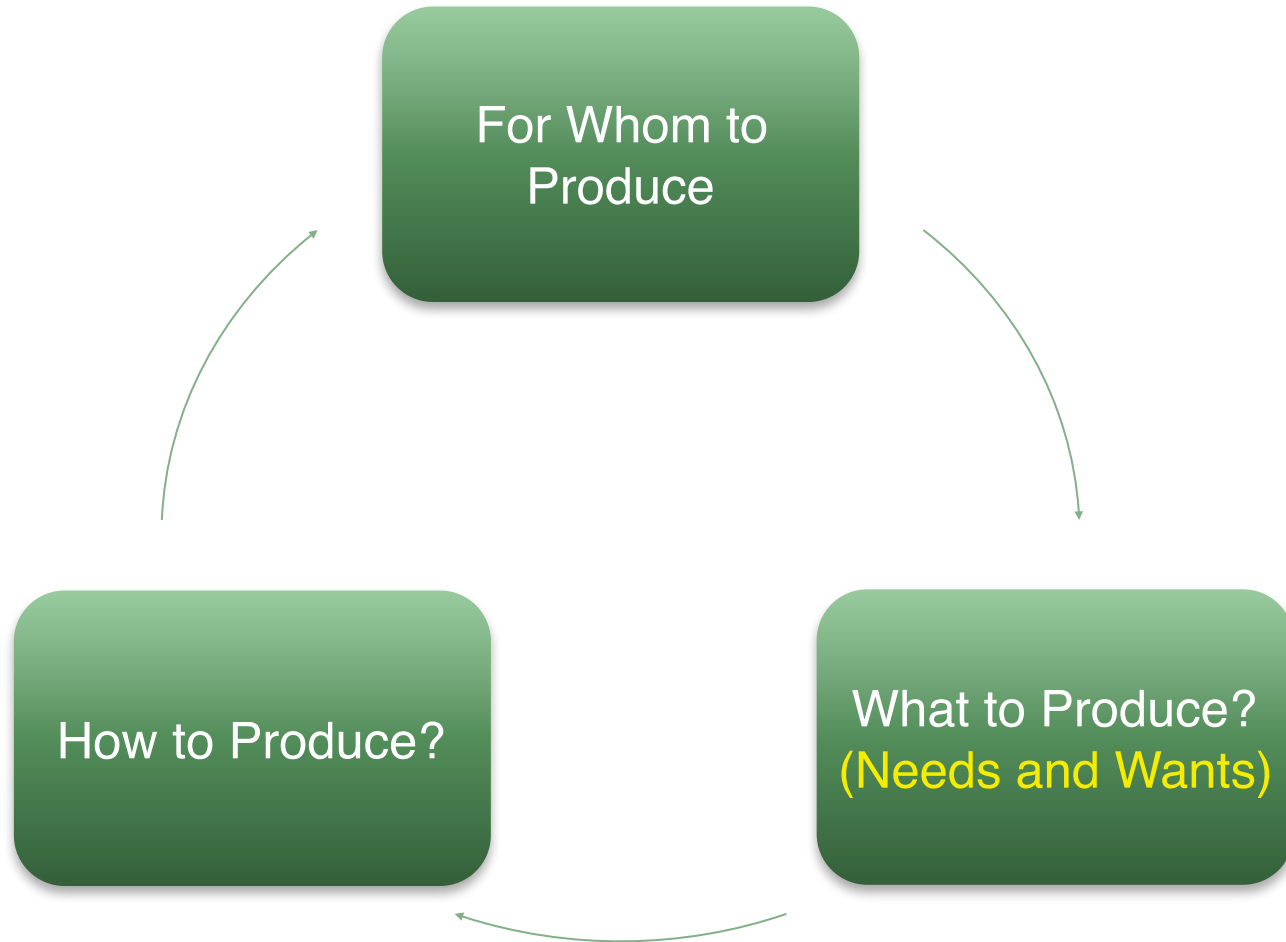 For Whom to
Produce
What to Produce?
(Needs and Wants)
How to Produce?